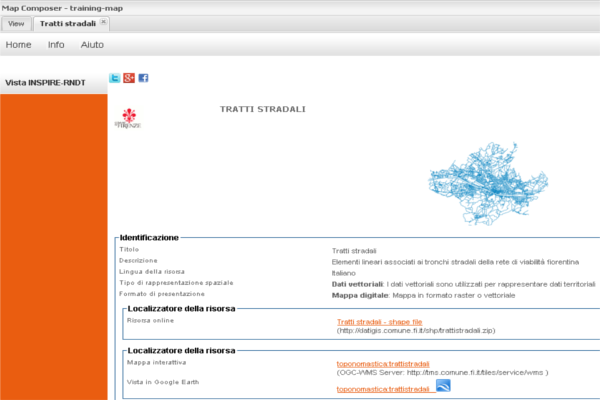 Map Composer - training-map
View
Tratti stradali
Home Info Aiuto
Vista INSPIRE-RNDT
TRATTI STRADALI
FIRENZE
Identificazione
Titolo Tratti stradali
Descrizione Elementi lineari associati ai tronchi stradali della rete di viabilità fiorentina
Lingua della risorsa Italiano
Tipo di rappresentazione spaziale Dati vettoriali: I dati vettoriali sono utilizzati per rappresentare dati territoriali
Formato di presentazione Mappa digitale: Mappa in formato raster o vettoriale
Localizzatore della risorsa
Risorsa online Tratti stradali - shape file
(http://datigis.comune.fi.it/shp/trattistradali.zip)
Localizzatore della risorsa
Mappa interattiva toponomastica:trattistradali
(OGC-WMS Server: http://tms.comune.fi.it/tiles/service/wms )
Vista in Google Earth toponomastica:trattistradali